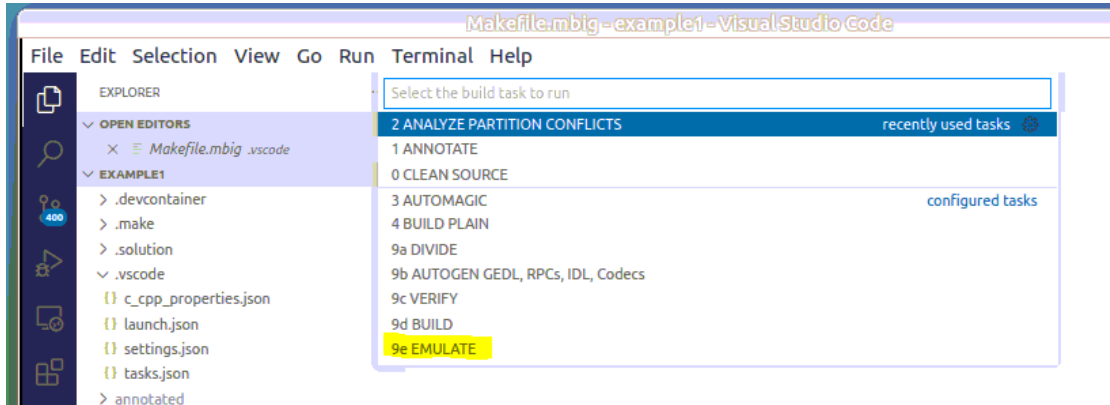 Makefile.mbig - example1 - Visual Studio Code
File Edit Selection View Go Run Terminal Help
EXPLORER
OPEN EDITORS
Makefile.mbig .vscode
EXAMPLE1
.devcontainer
.make
.solution
.vscode
{} c_cpp_properties.json
{} launch.json
{} settings.json
{} tasks.json
annotated
400
Select the build task to run
2 ANALYZE PARTITION CONFLICTS recently used tasks
1 ANNOTATE
0 CLEAN SOURCE
3 AUTOMAGIC configured tasks
4 BUILD PLAIN
9a DIVIDE
9b AUTOGEN GEDL, RPCs, IDL, Codecs
9c VERIFY
9d BUILD
9e EMULATE